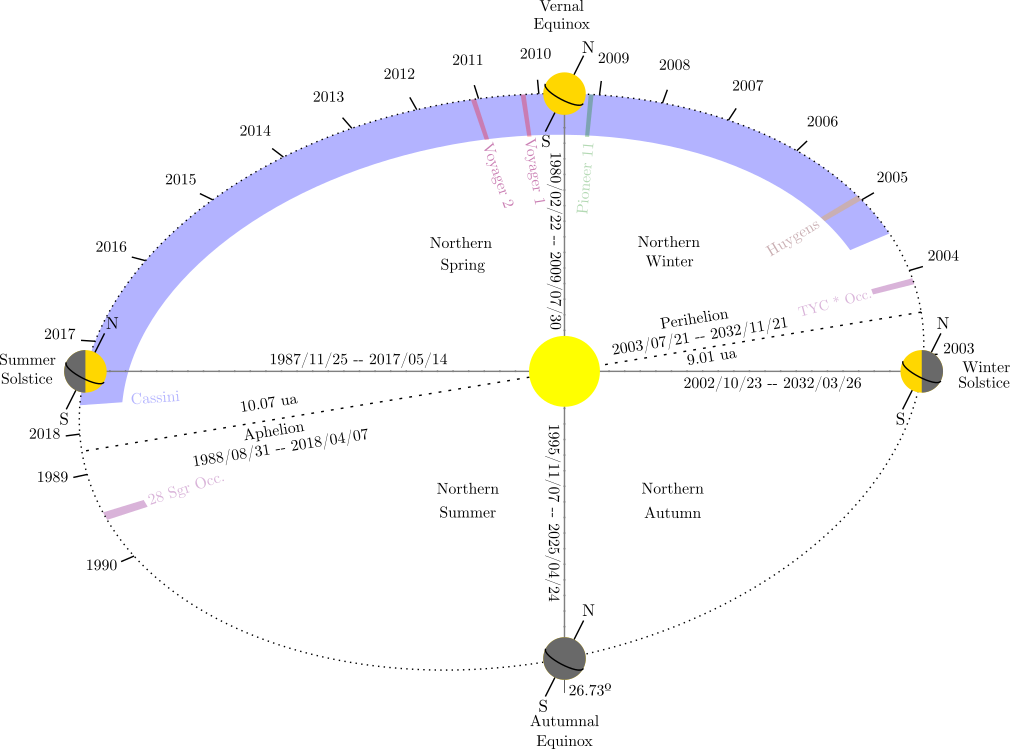 Vernal
Equinox
N
S
2011
2010
2009
2008
2012
2007
2013
2006
2014
2005
2015
2016
2004
2017
2003
2018
1989
1990
Voyager 2
Voyager 1
Pioneer 11
Huygens
TYC * Occ.
Cassini
28 Sgr Occ.
Northern
Spring
Northern
Winter
1980/02/22 -- 2009/07/30
Perihelion
2003/07/21 -- 2032/11/21
9.01 ua
N
Summer
Solstice
S
1987/11/25 -- 2017/05/14
2002/10/23 -- 2032/03/26
N
Winter
Solstice
S
10.07 ua
Aphelion
1988/08/31 -- 2018/04/07
1995/11/07 -- 2025/04/24
Northern
Summer
Northern
Autumn
N
S
26.73º
Autumnal
Equinox